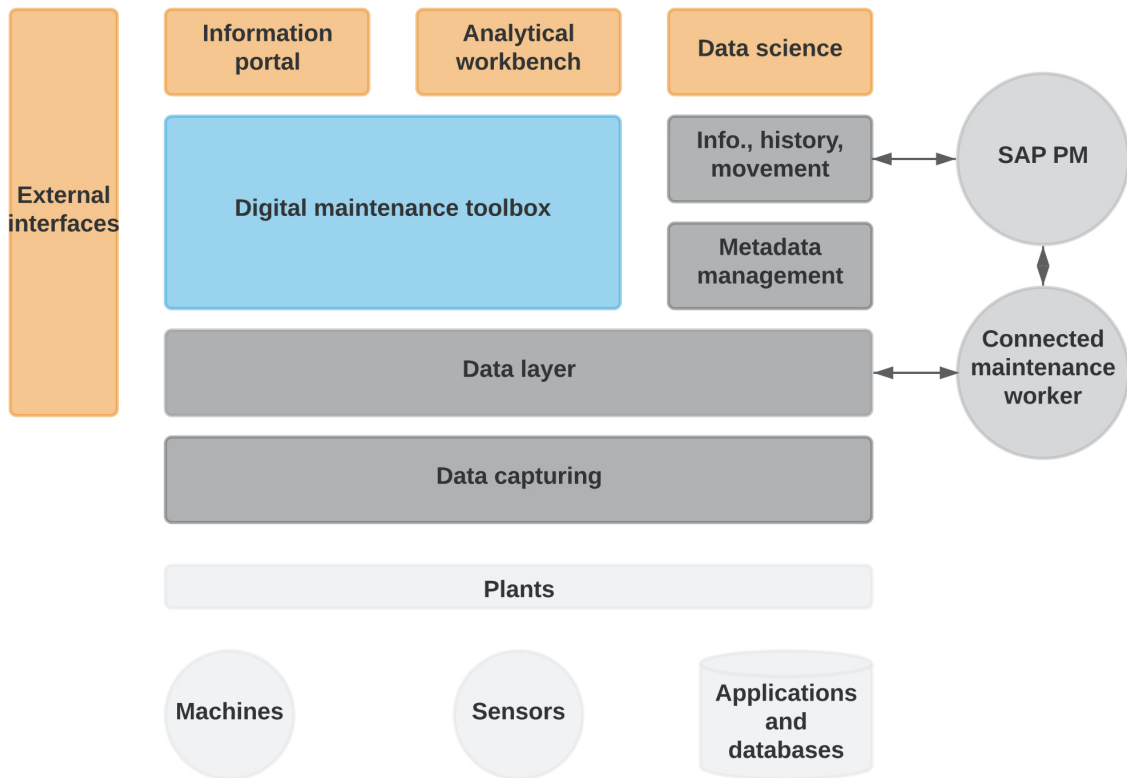 Information
portal
Analytical
workbench
Data science
External
interfaces
Digital maintenance toolbox
Info., history,
movement
SAP PM
Metadata
management
Data layer
Connected
maintenance
worker
Data capturing
Plants
Machines
Sensors
Applications
and
databases